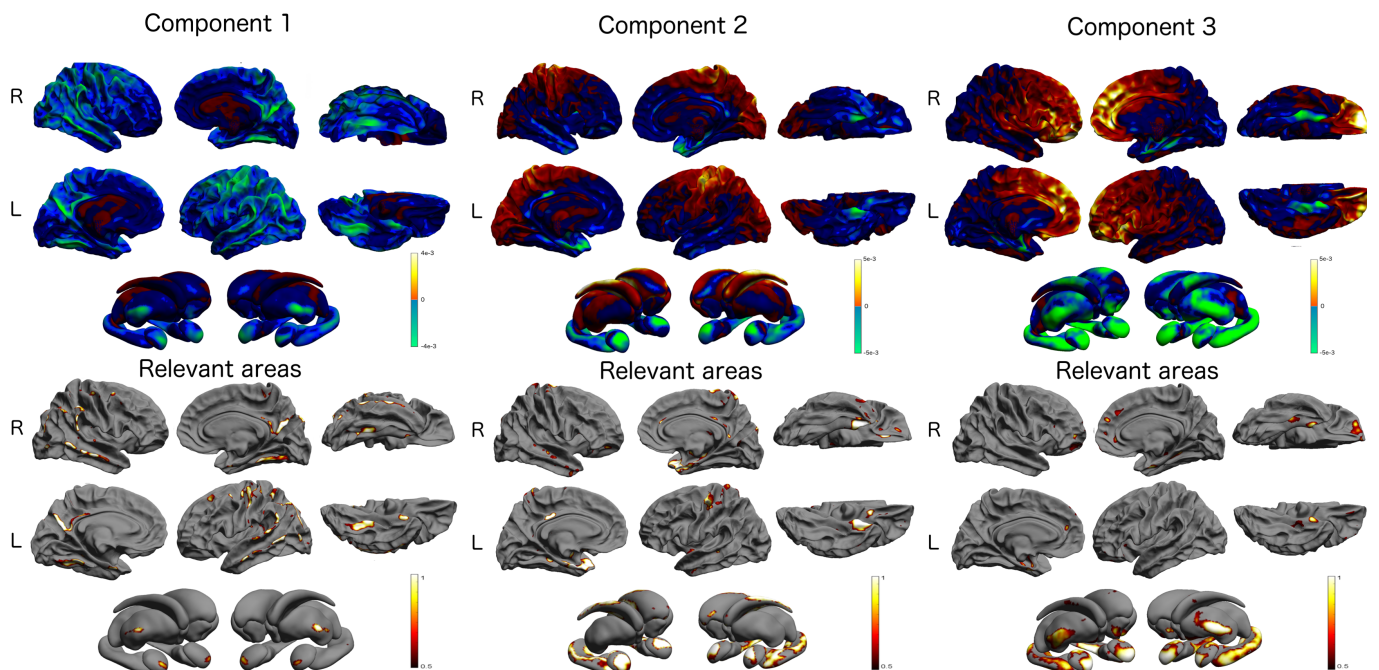 Component 1
Component 2
Component 3
R
R
R
L
L
L
4e-3
0
-4e-3
5e-3
0
-5e-3
5e-3
0
-5e-3
Relevant areas
Relevant areas
Relevant areas
R
R
R
L
L
L
1
0.5
1
0.5
1
0.5